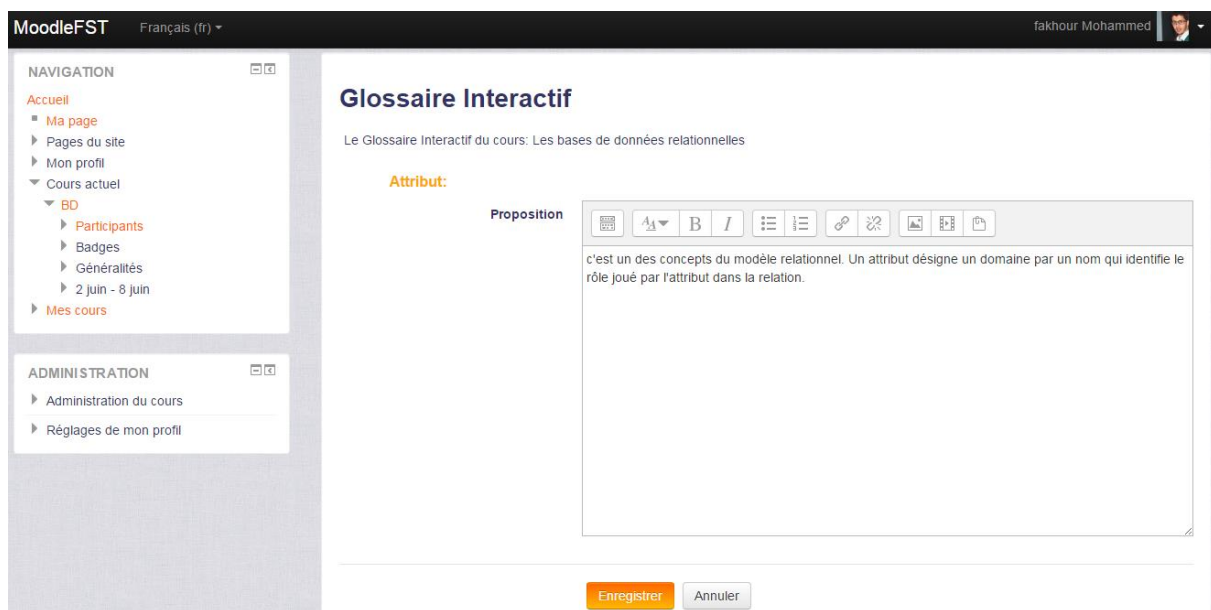 MoodleFST Français (fr) fakhour Mohammed
NAVIGATION
Accueil
Ma page
Pages du site
Mon profil
Cours actuel
BD
Participants
Badges
Généralités
2 juin - 8 juin
Mes cours
ADMINISTRATION
Administration du cours
Réglages de mon profil
Glossaire Interactif
Le Glossaire Interactif du cours: Les bases de données relationnelles
Attribut:
Proposition
c'est un des concepts du modèle relationnel. Un attribut désigne un domaine par un nom qui identifie le
rôle joué par l'attribut dans la relation.
Enregistrer Annuler